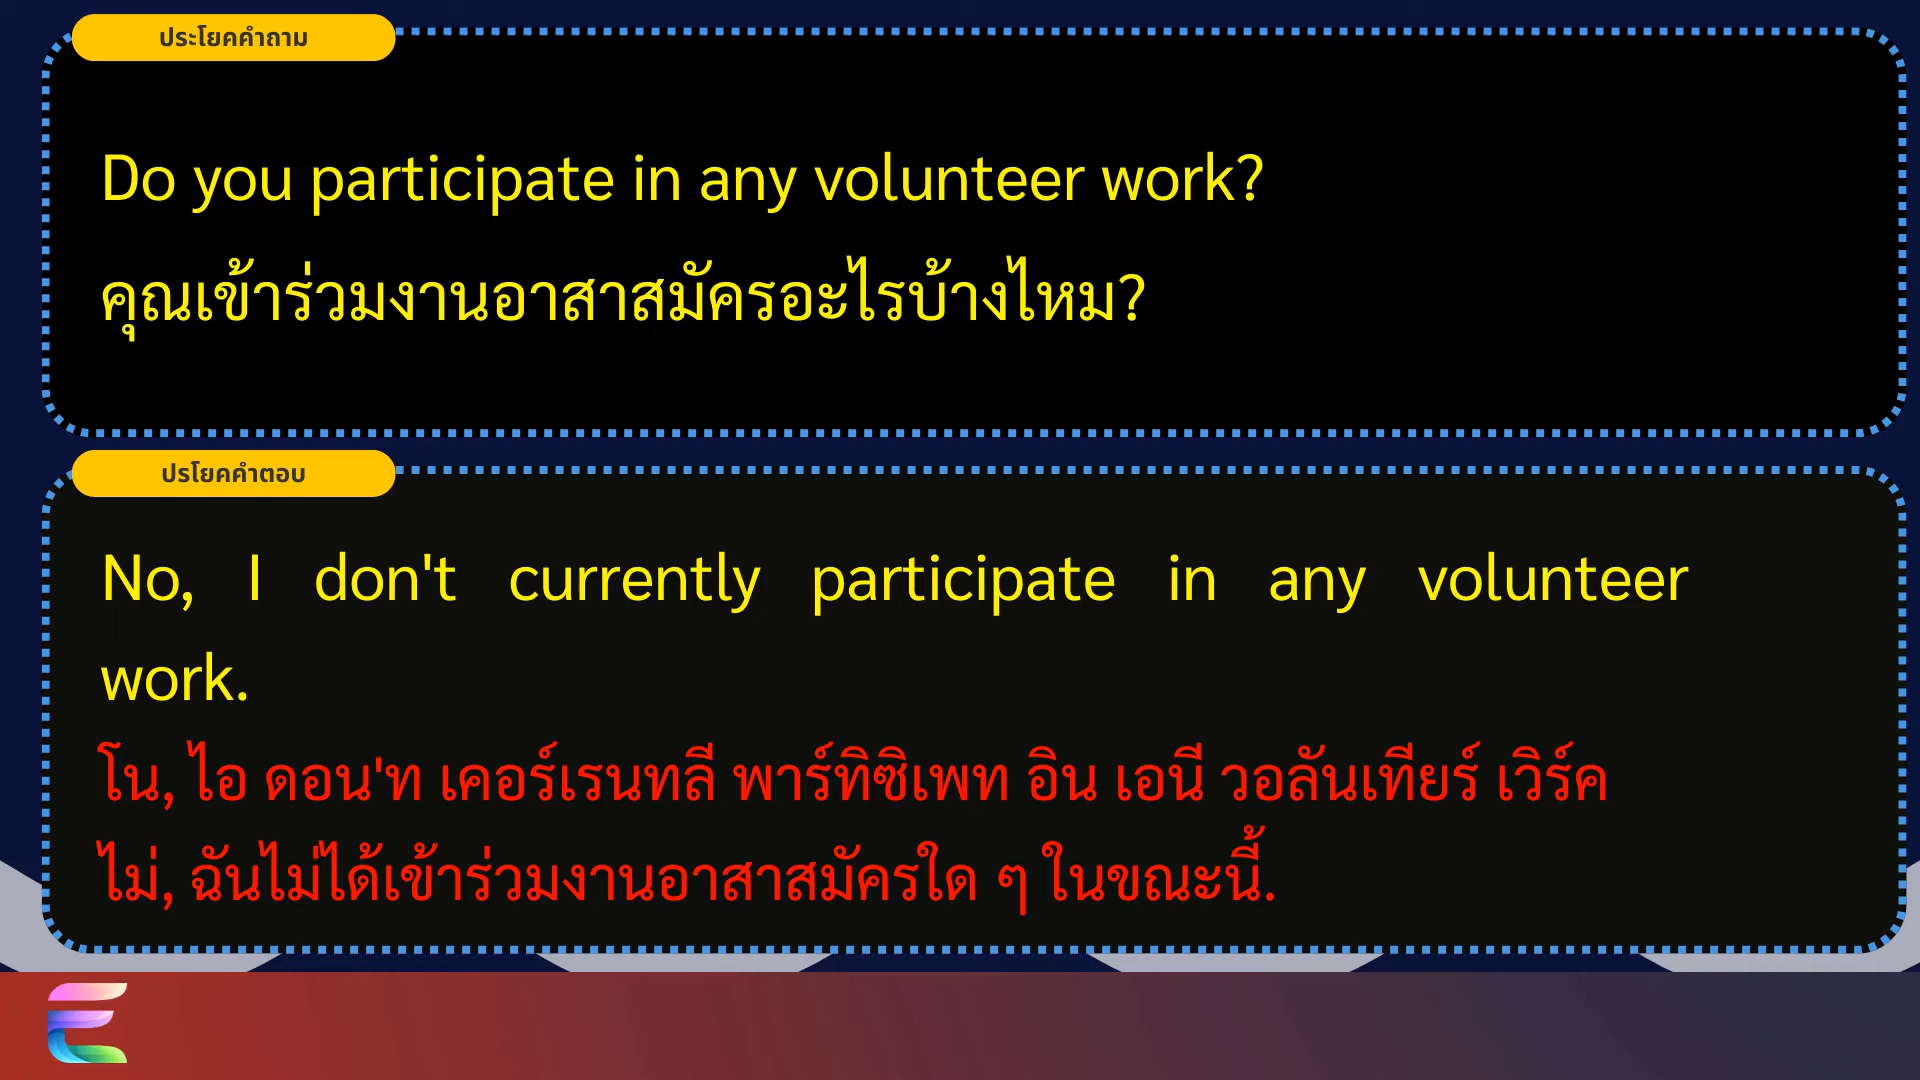 ประโยคคำถาม
Do you participate in any volunteer work?
คุณเข้าร่วมงานอาสาสมัครอะไรบ้างไหม?
ปรโยคคำตอบ
No, I don't currently participate in any volunteer
work.
โน, ไอ ดอน'ท เคอร์เรนทลี พาร์ทิซิเพท อิน เอนี วอลันเทียร์ เวิร์ค
ไม่, ฉันไม่ได้เข้าร่วมงานอาสาสมัครใด ๆ ในขณะนี้.